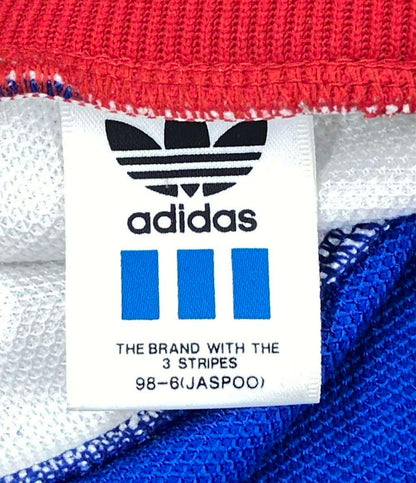 adidas
THE BRAND WITH THE
3 STRIPES
98-6(JASPOO)